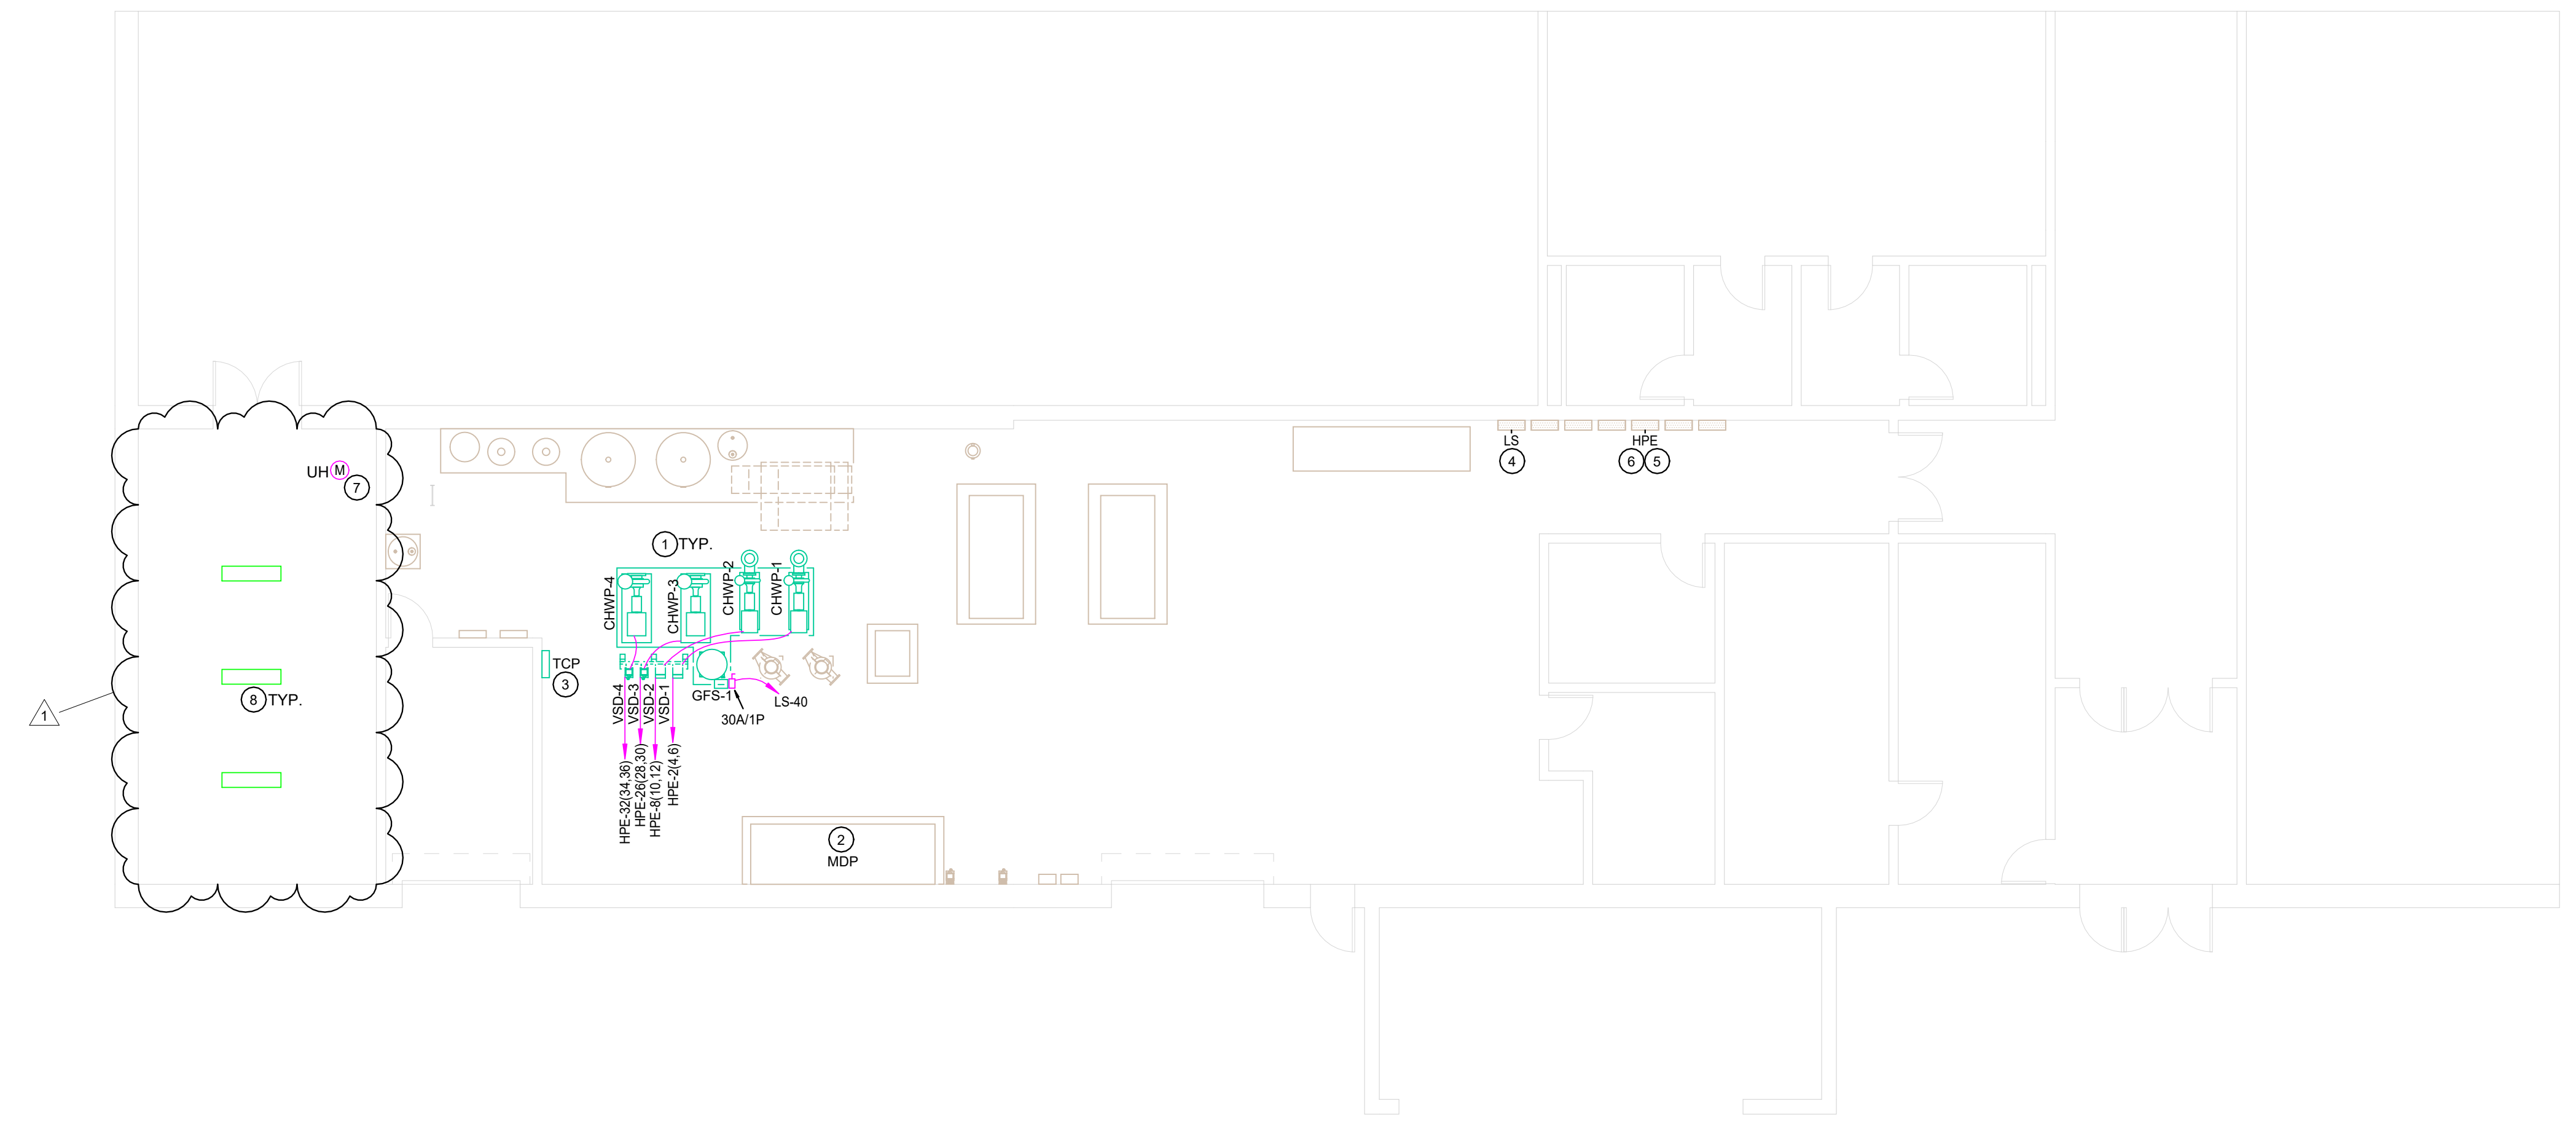 LS
HPE
4
6
5
UH
M
7
1
TYP.
CHWP-4
CHWP-3
CHWP-2
CHWP-1
TCP
3
8
TYP.
1
GFS-1
30A/1P
LS-40
VSD-4
VSD-3
VSD-2
VSD-1
HPE-32(34,36)
HPE-26(28,30)
HPE-8(10,12)
HPE-2(4,6)
2
MDP